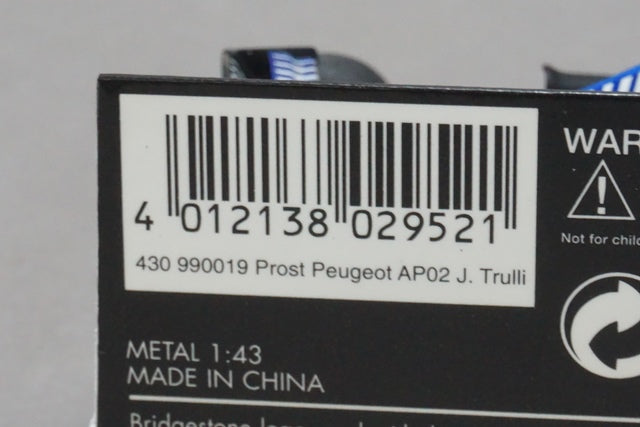 4 012138 029521
430 990019 Prost Peugeot AP02 J. Trulli
WAR
Not for chil
METAL 1:43
MADE IN CHINA
Bridgestone